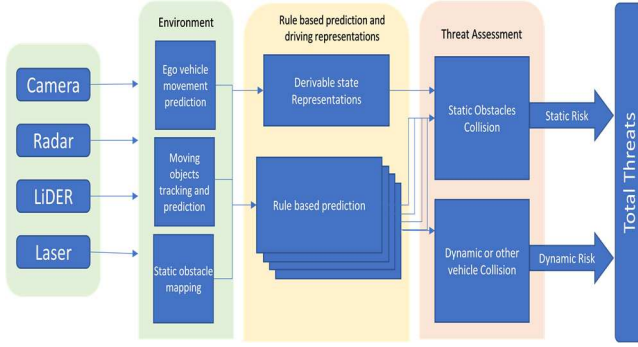 Camera
Radar
LiDER
Laser
Environment
Ego vehicle
movement
prediction
Moving
objects
tracking and
prediction
Static obstacle
mapping
Rule based prediction and
driving representations
Derivable state
Representations
Rule based prediction
Threat Assessment
Static Obstacles
Collision
Dynamic or other
vehicle Collision
Static Risk
Dynamic Risk
Total Threats